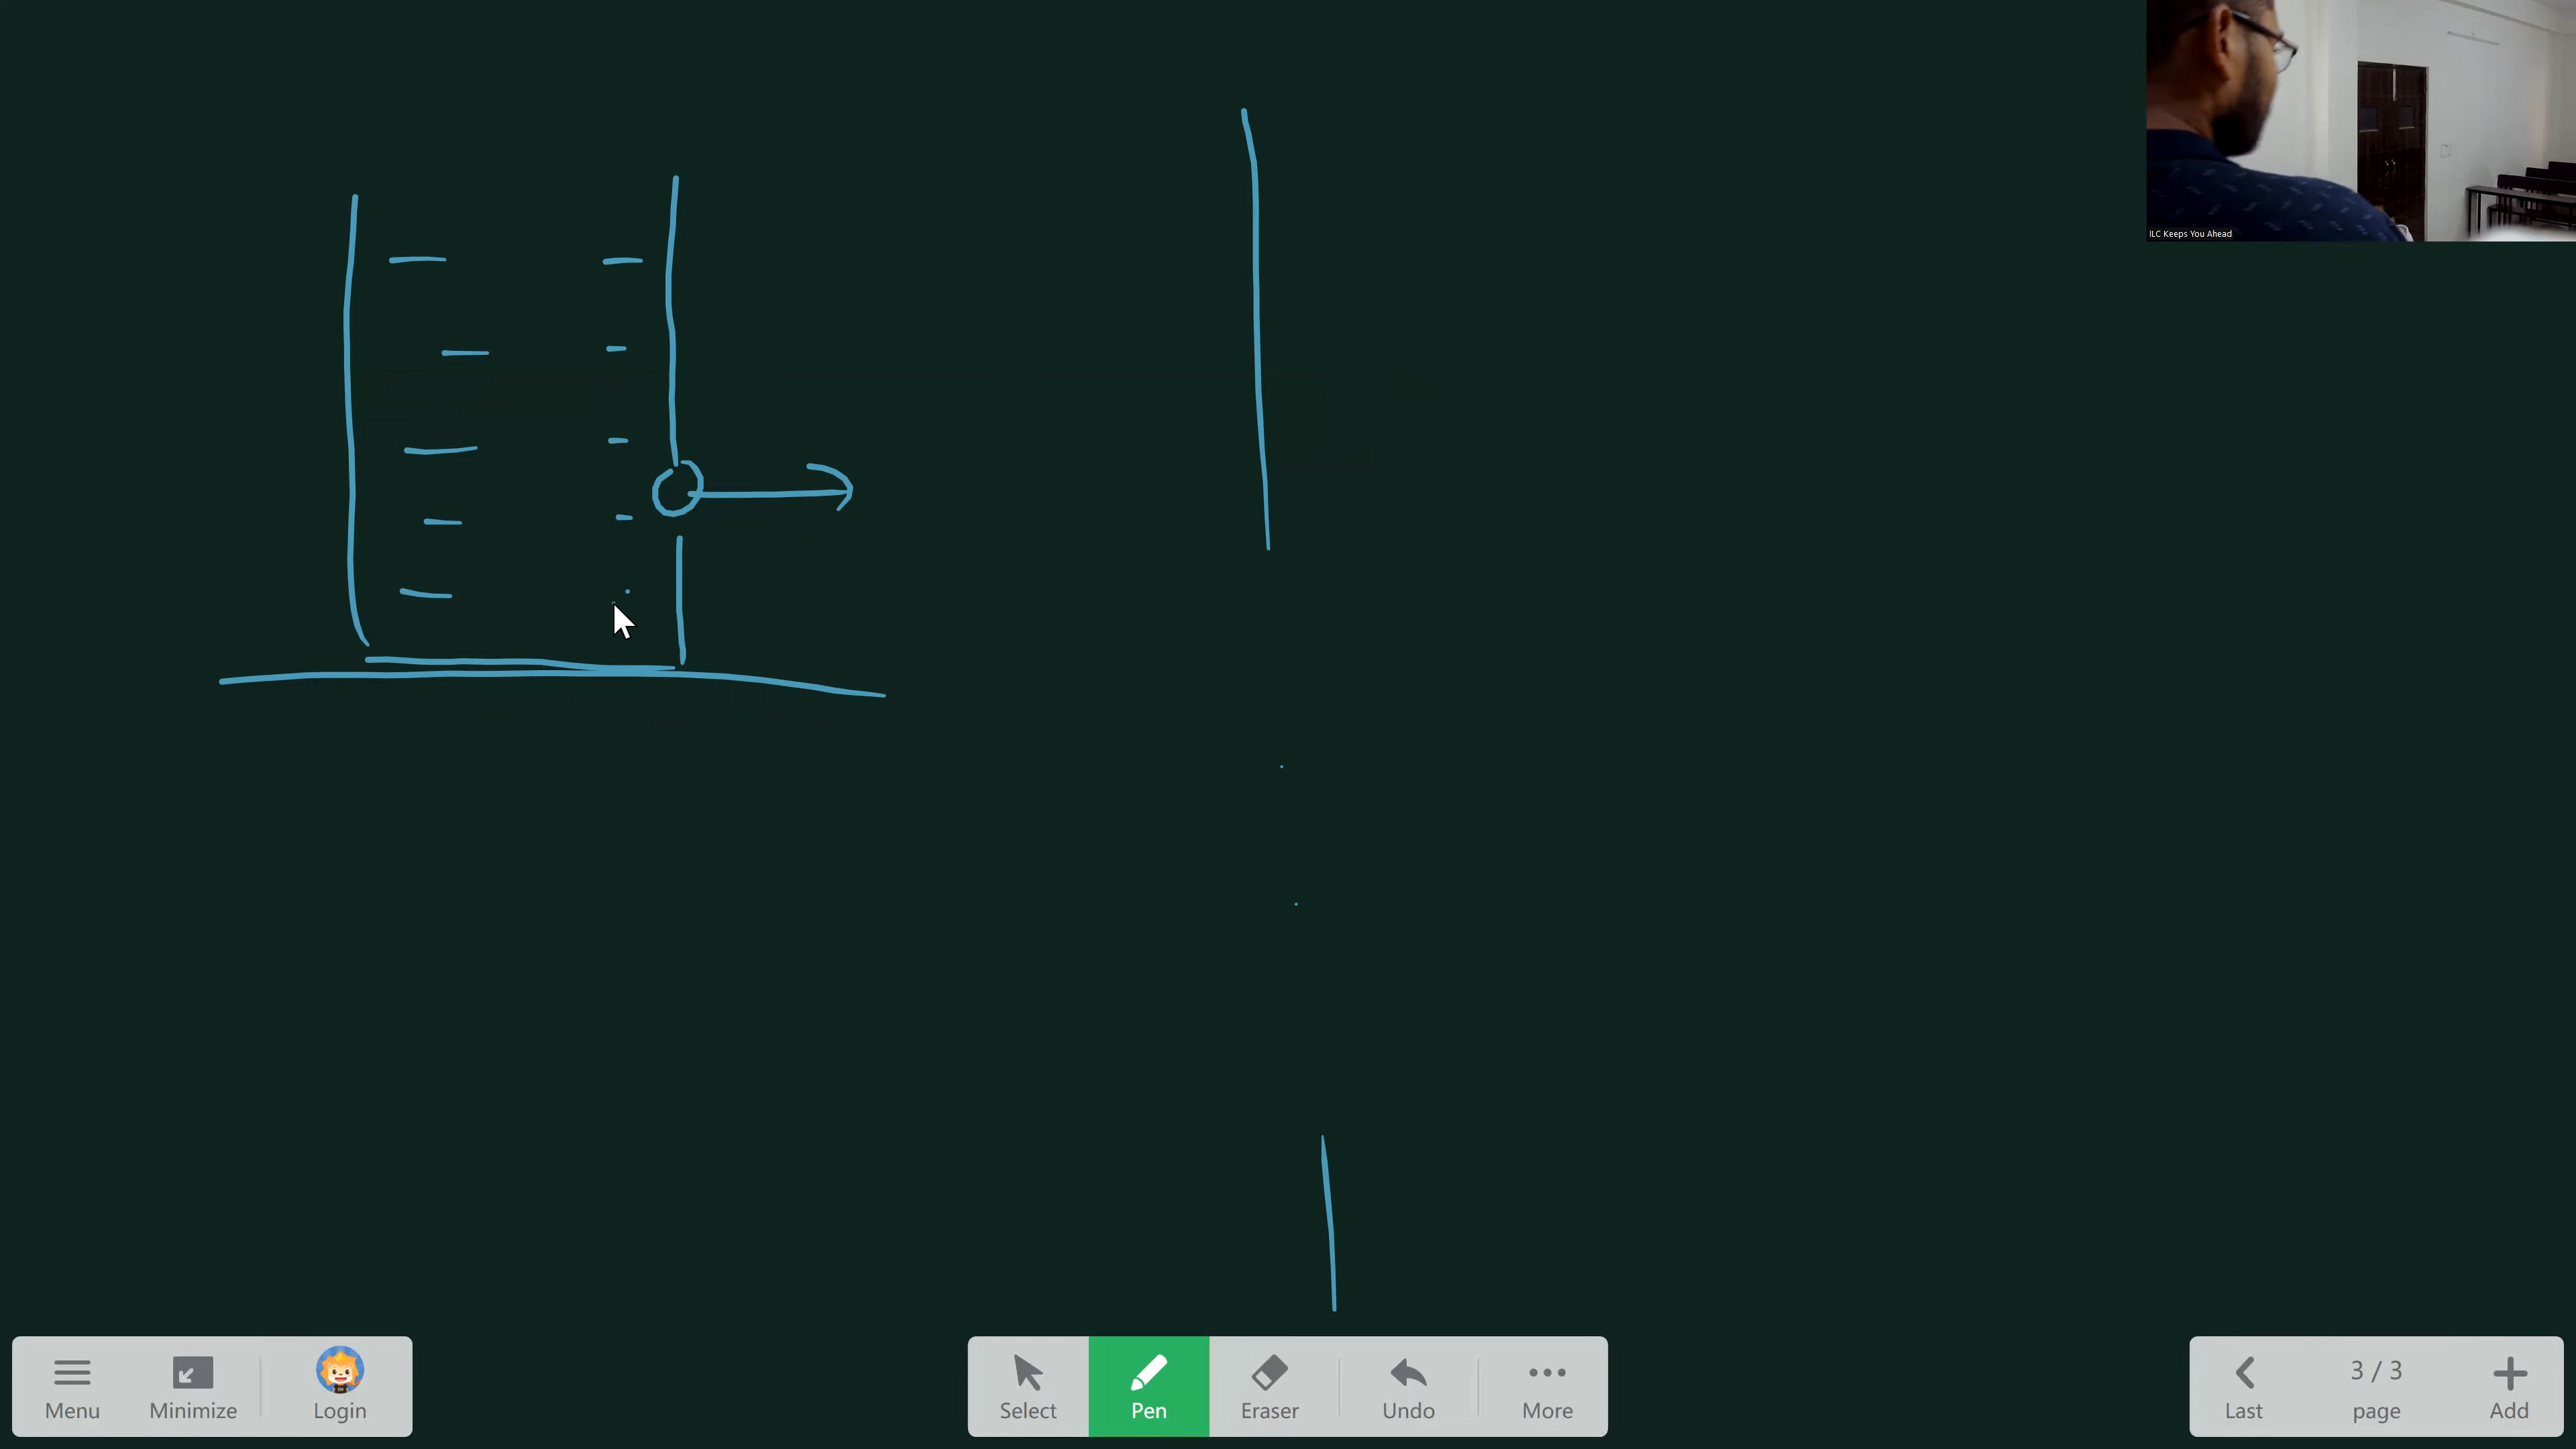 ILC Keeps You Ahead
Menu
Minimize
Login
Select
Pen
Eraser
Undo
More
Last
3 / 3
page
Add